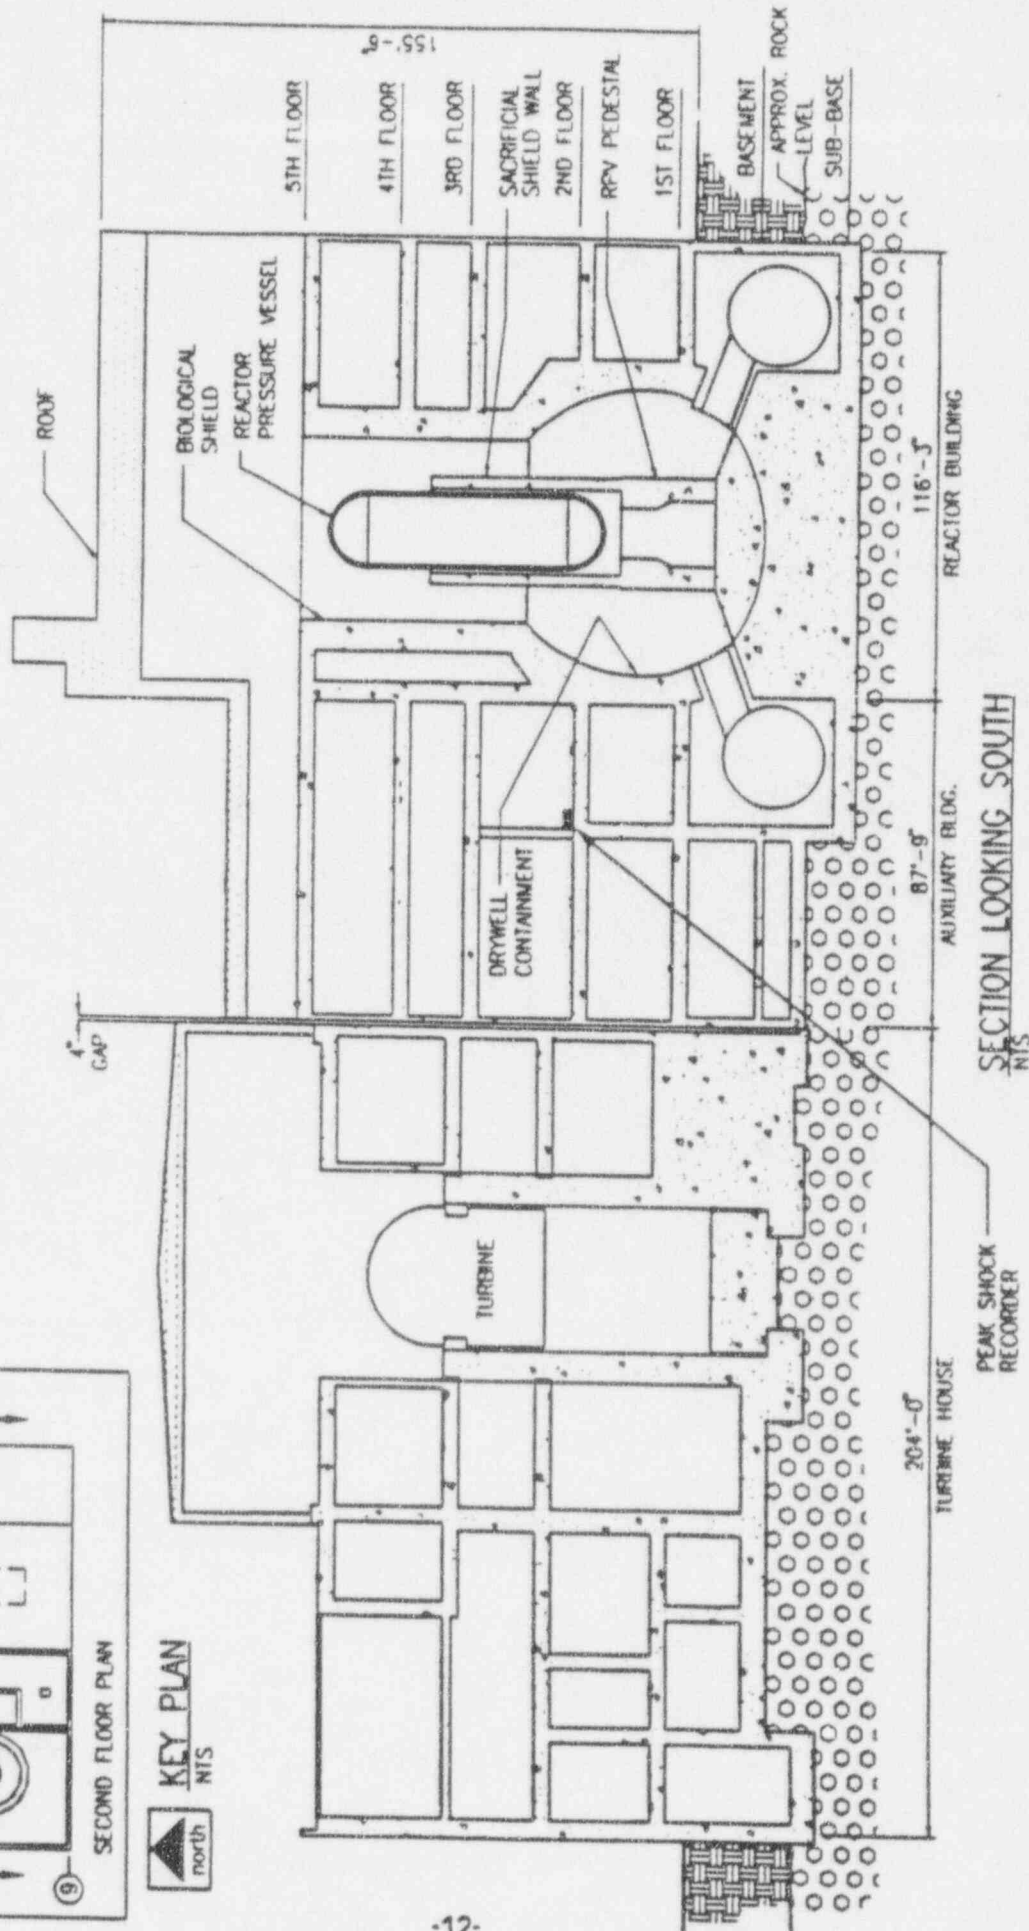 ROOF
155'-6"
5TH FLOOR
4TH FLOOR
3RD FLOOR
SACRIFICIAL
SHIELD WALL
2ND FLOOR
RPV PEDESTAL
1ST FLOOR
BASEMENT
APPROX. ROCK
LEVEL
SUB-BASE
BIOLOGICAL
SHIELD
REACTOR
PRESSURE VESSEL
DRYWELL
CONTAINMENT
4"
GAP
TURBINE
116'-3"
REACTOR BUILDING
87'-9"
AUXILIARY BLDG.
204'-0"
TURBINE HOUSE
PEAK SHOCK
RECORDER
SECTION LOOKING SOUTH
NTS
9
SECOND FLOOR PLAN
KEY PLAN
NTS
north
-12-